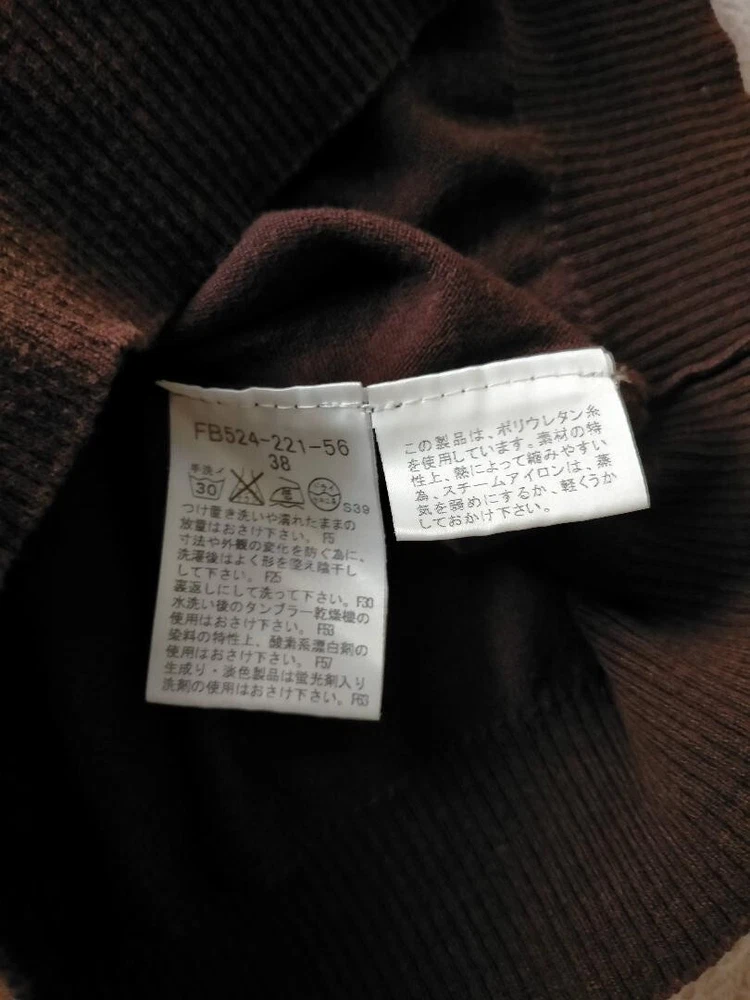 FB524-221-56
38
手洗イ
30
S39
つけ置き洗いや濡れたままの
放置はおさけ下さい。F5
寸法や外観の変化を防ぐ為に、
洗濯後はよく形を整え陰干し
して下さい。F25
裏返しにして洗って下さい。F30
水洗い後のタンブラー乾燥機の
使用はおさけ下さい。F53
染料の特性上、酸素系漂白剤の
使用はおさけ下さい。F57
生成り・淡色製品は蛍光剤入り
洗剤の使用はおさけ下さい。F63
この製品は、ポリウレタン糸
を使用しています。素材の特
性上、熱によって縮みやすい
為、スチームアイロンは、蒸
気を弱めにするか、軽くうか
しておかけ下さい。